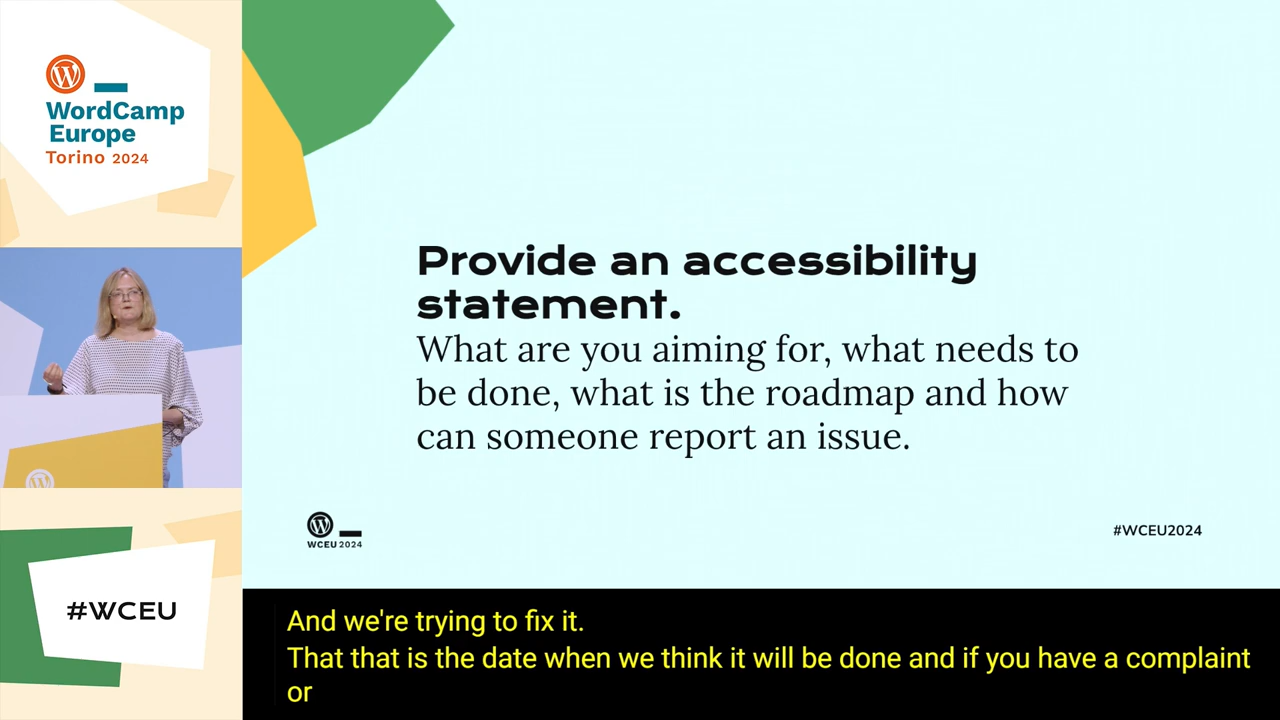 WordCamp
Europe
Torino 2024
#WCEU
Provide an accessibility
statement.
What are you aiming for, what needs to
be done, what is the roadmap and how
can someone report an issue.
WCEU 2024
#WCEU2024
And we're trying to fix it.
That that is the date when we think it will be done and if you have a complaint
or